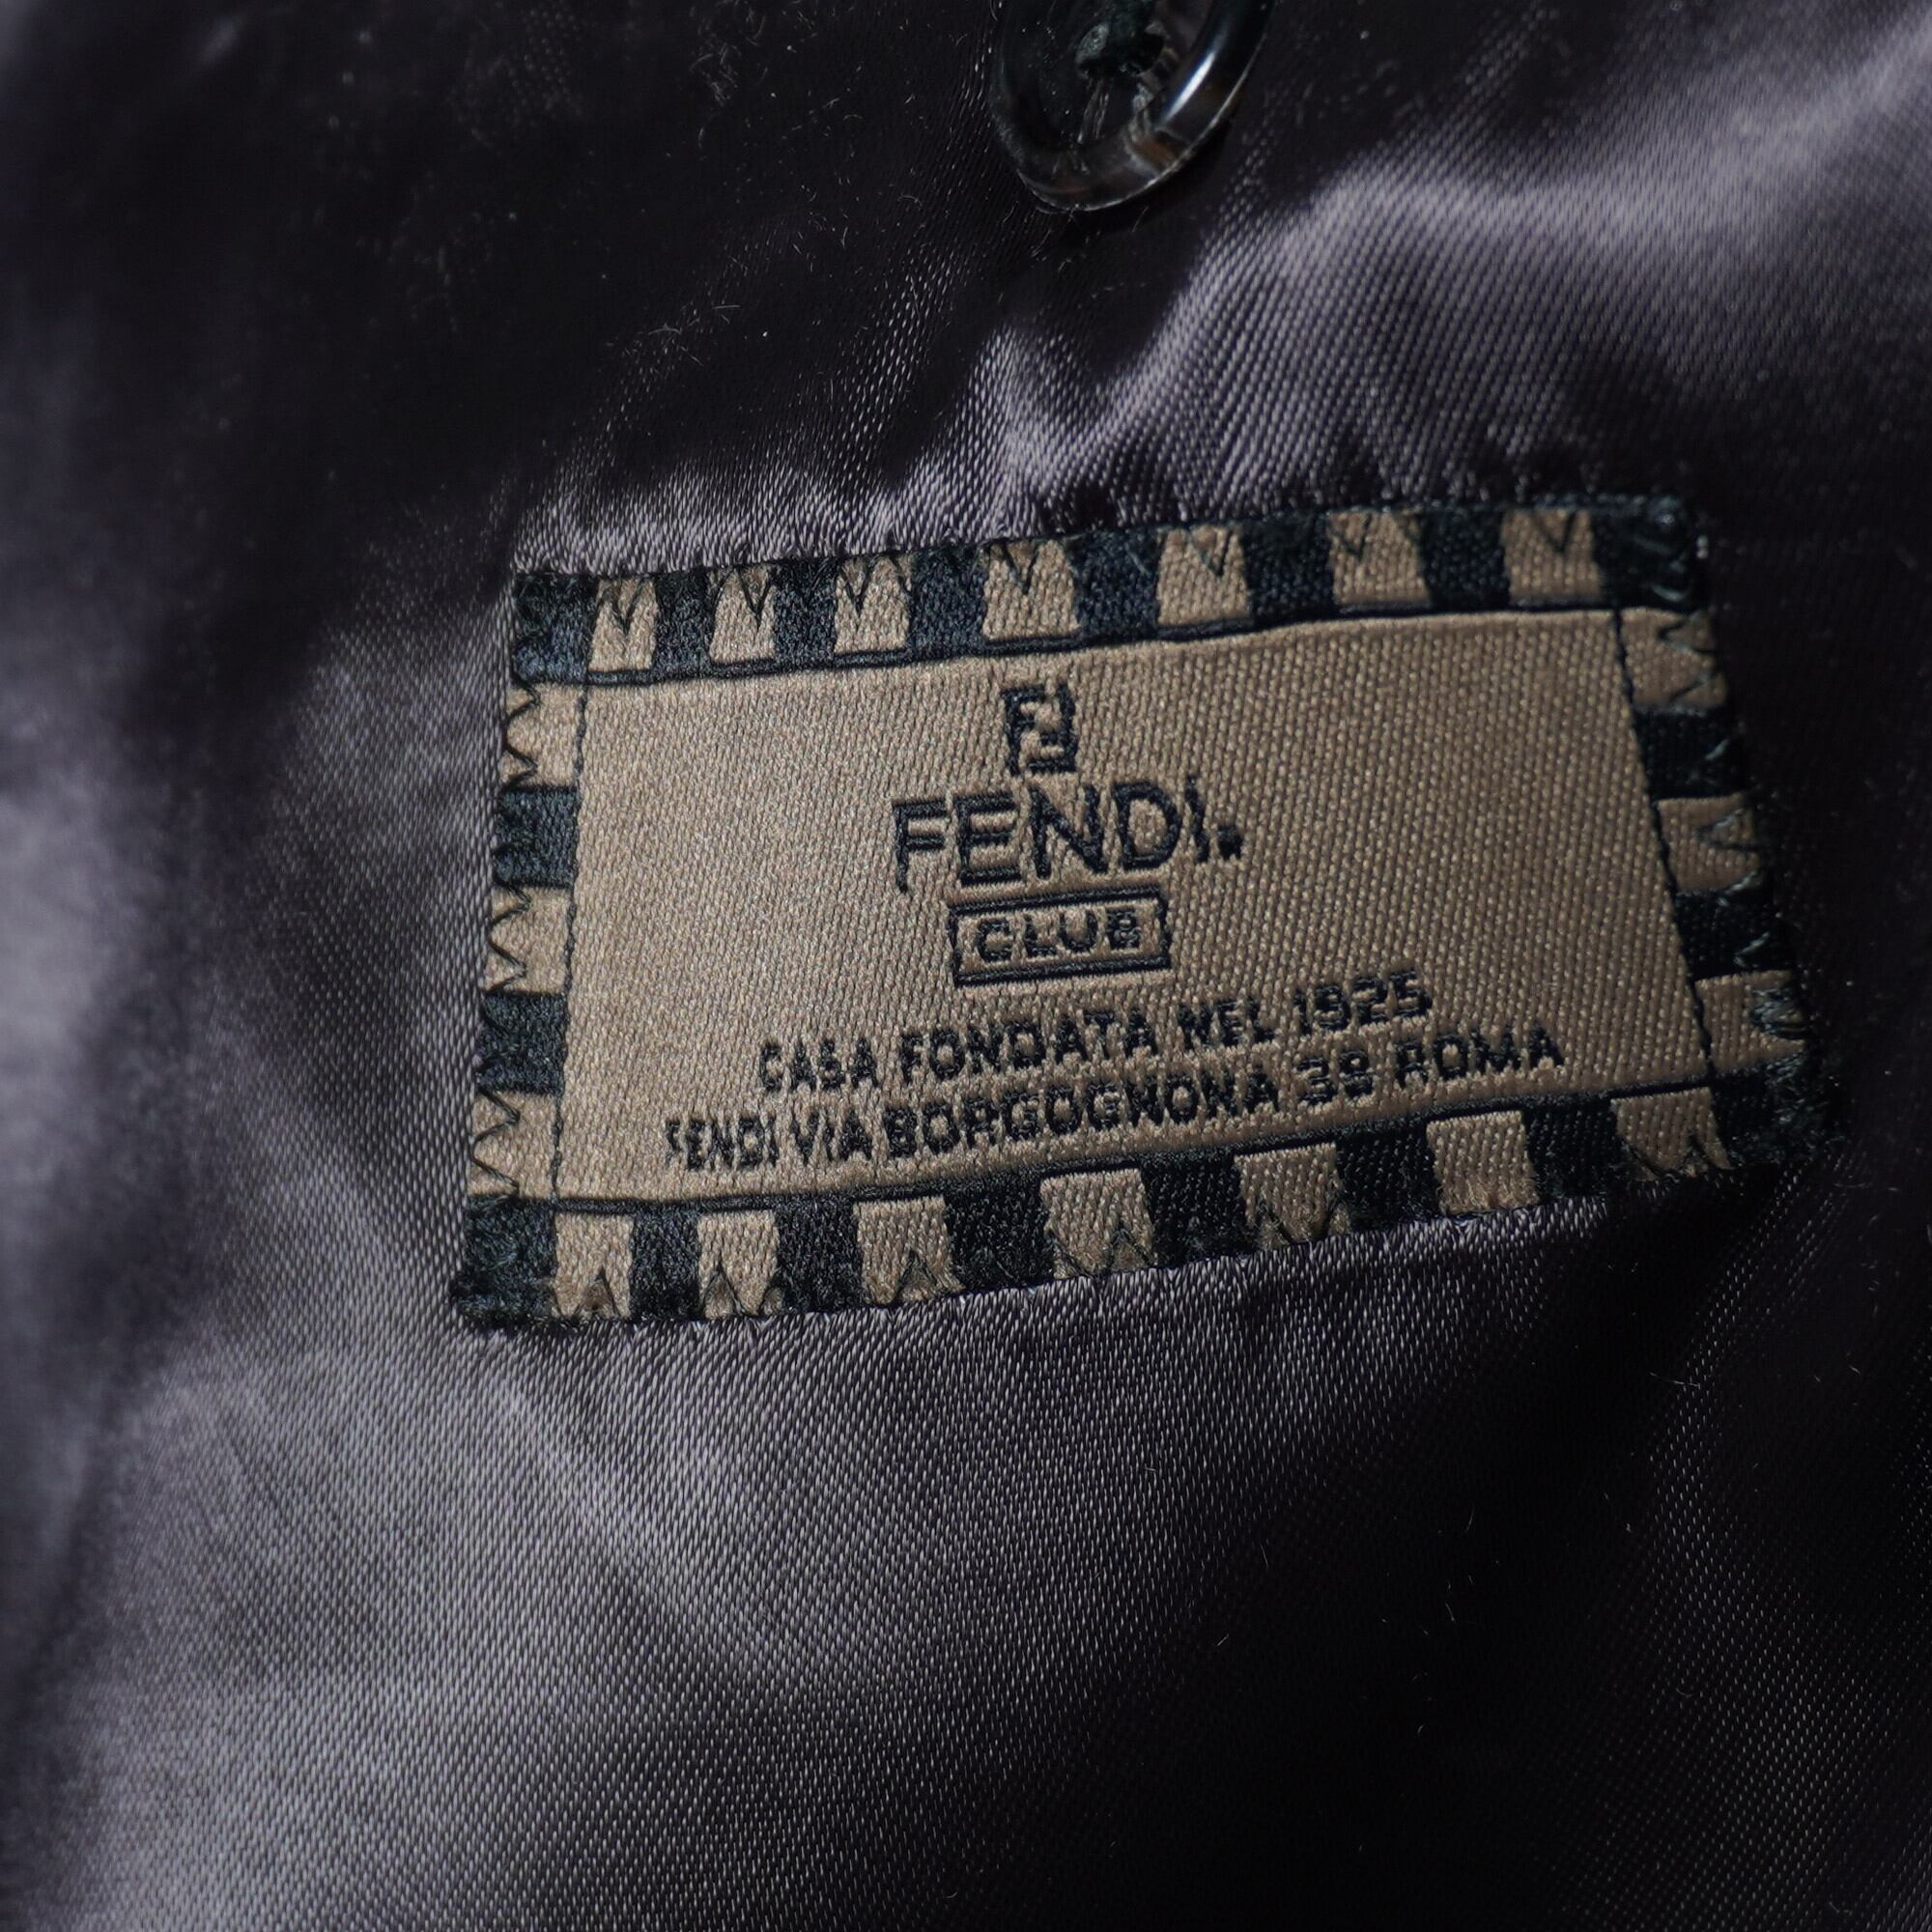 FENDI.
CLUB
CASA FONDATA NEL 1925
FENDI VIA BORGOGNONA 39 ROMA